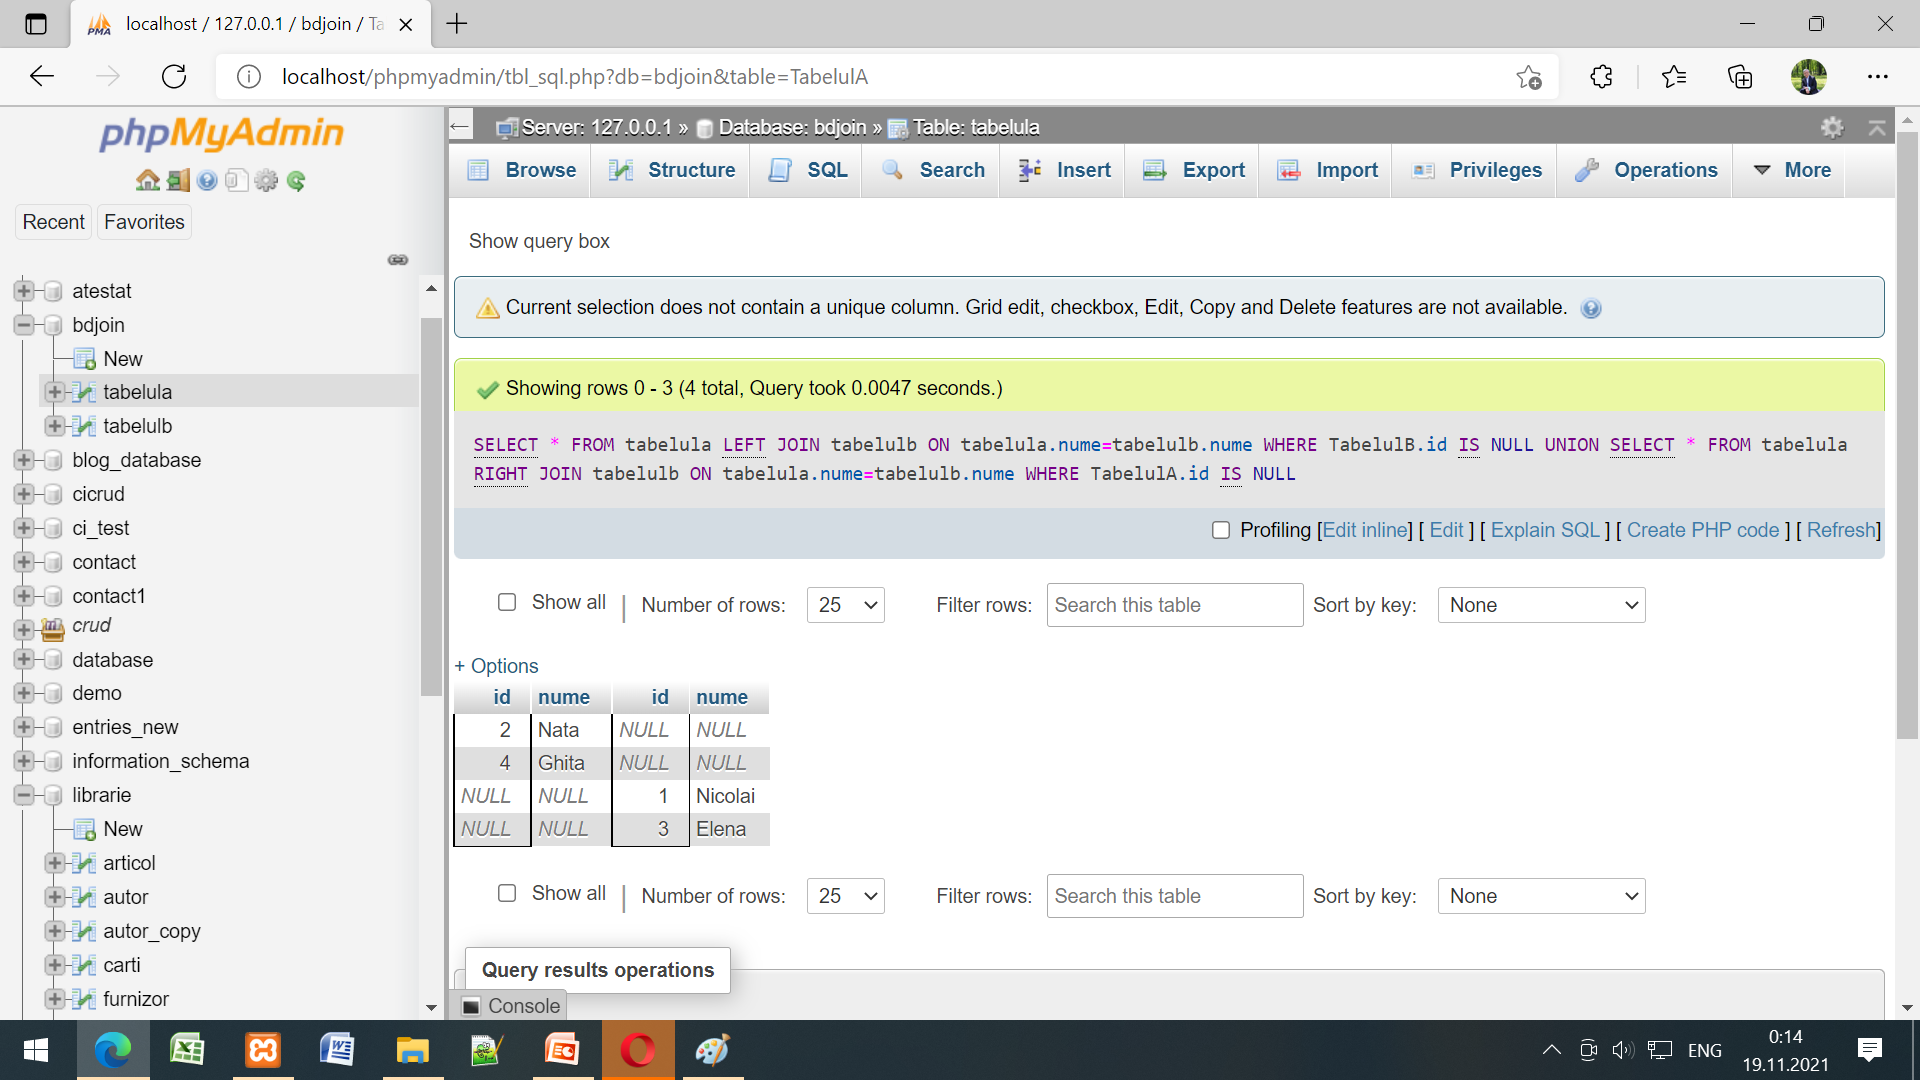 localhost / 127.0.0.1 / bdjoin / Ta
localhost/phpmyadmin/tbl_sql.php?db=bdjoin&table=TabelulA
phpMyAdmin
Recent
Favorites
atestat
bdjoin
New
tabelula
tabelulb
blog_database
cicrud
ci_test
contact
contact1
crud
database
demo
entries_new
information_schema
librarie
New
articol
autor
autor_copy
carti
furnizor
Server: 127.0.0.1 » Database: bdjoin » Table: tabelula
Browse Structure SQL Search Insert Export Import Privileges Operations More
Show query box
Current selection does not contain a unique column. Grid edit, checkbox, Edit, Copy and Delete features are not available.
Showing rows 0 - 3 (4 total, Query took 0.0047 seconds.)
SELECT * FROM tabelula LEFT JOIN tabelulb ON tabelula.nume=tabelulb.nume WHERE TabelulB.id IS NULL UNION SELECT * FROM tabelula
RIGHT JOIN tabelulb ON tabelula.nume=tabelulb.nume WHERE TabelulA.id IS NULL
Profiling [Edit inline] [ Edit ] [ Explain SQL ] [ Create PHP code ] [ Refresh]
Show all | Number of rows: 25 Filter rows: Search this table Sort by key: None
+ Options
id nume id nume
2 Nata NULL NULL
4 Ghita NULL NULL
NULL NULL 1 Nicolai
NULL NULL 3 Elena
Show all | Number of rows: 25 Filter rows: Search this table Sort by key: None
Query results operations
Console
ENG
0:14
19.11.2021